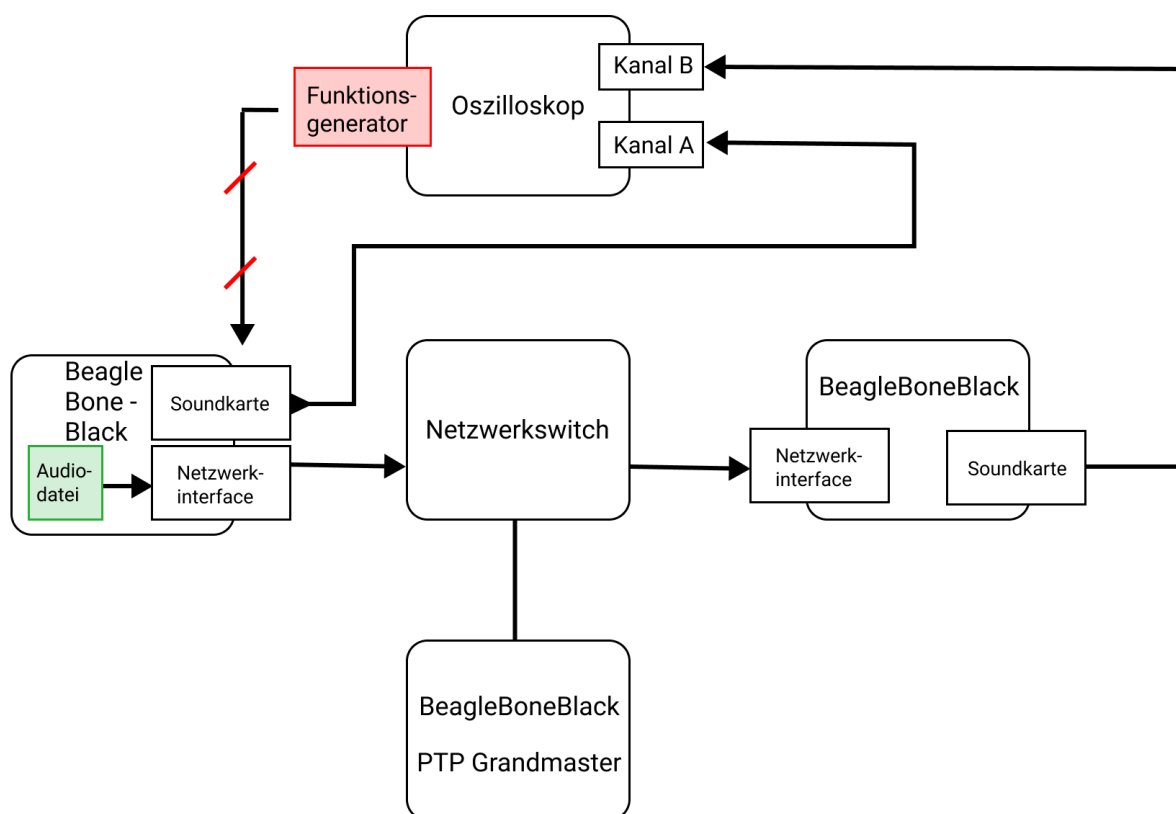 Funktions-
generator
Oszilloskop
Kanal B
Kanal A
Beagle
Bone -
Black
Soundkarte
Audio-
datei
Netzwerk-
interface
Netzwerkswitch
BeagleBoneBlack
Netzwerk-
interface
Soundkarte
BeagleBoneBlack
PTP Grandmaster